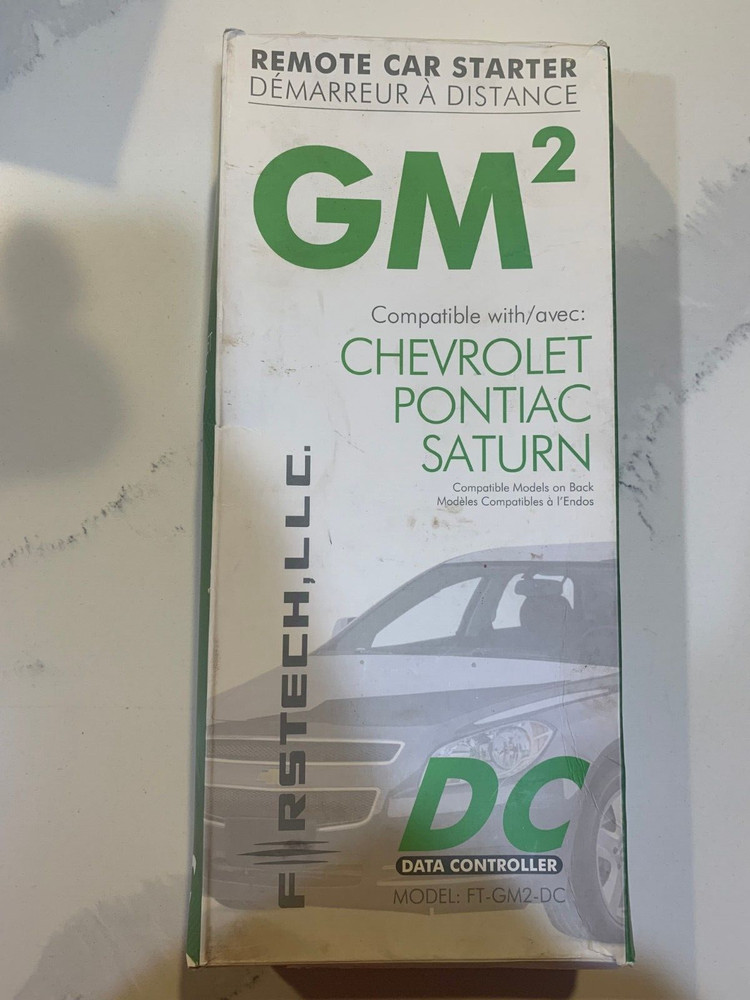 REMOTE CAR STARTER
DÉMARREUR À DISTANCE
GM²
Compatible with/avec:
CHEVROLET
PONTIAC
SATURN
Compatible Models on Back
Modèles Compatibles à l'Endos
FIRSTECH,LLC.
DC
DATA CONTROLLER
MODEL: FT-GM2-DC